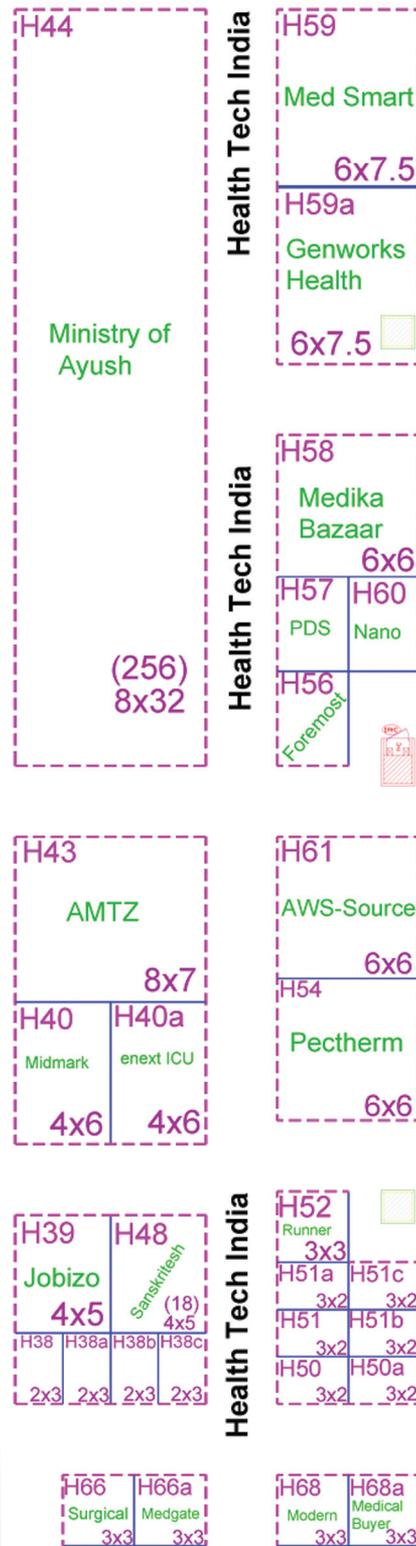 H44
Ministry of
Ayush
(256)
8x32
Health Tech India
H59
Med Smart
6x7.5
H59a
Genworks
Health
6x7.5
Health Tech India
H58
Medika
Bazaar
6x6
H57
PDS
H60
Nano
H56
Foremost
H43
AMTZ
8x7
H40
Midmark
4x6
H40a
enext ICU
4x6
H61
AWS-Source
6x6
H54
Pectherm
6x6
H39
Jobizo
4x5
H48
Sanskritesh
(18)
4x5
H38
2x3
H38a
2x3
H38b
2x3
H38c
2x3
Health Tech India
H52
Runner
3x3
H51a
3x2
H51c
3x2
H51
3x2
H51b
3x2
H50
3x2
H50a
3x2
H66
Surgical
3x3
H66a
Medgate
3x3
H68
Modern
3x3
H68a
Medical
Buyer
3x3